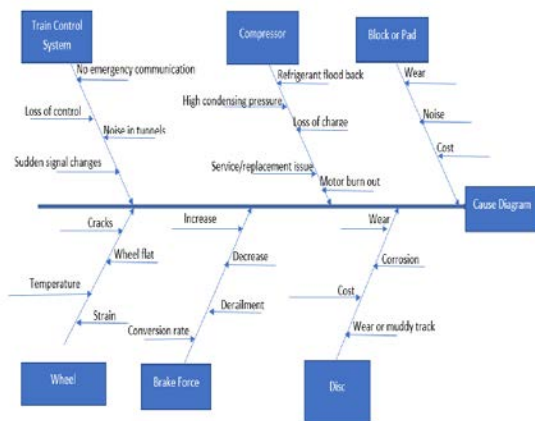 Train Control
System
Compressor
Block or Pad
No emergency communication
Loss of control
Noise in tunnels
Sudden signal changes
Refrigerant flood back
High condensing pressure
Loss of charze
Service/replacement issue
Motor burn out
Wear
Noise
Cost
Cause Diagram
Cracks
Wheel flat
Temperature
Strain
Increase
Decrease
Derailment
Conversion rate
Wear
Corrosion
Cost
Wear or muddy track
Wheel
Brake Force
Disc